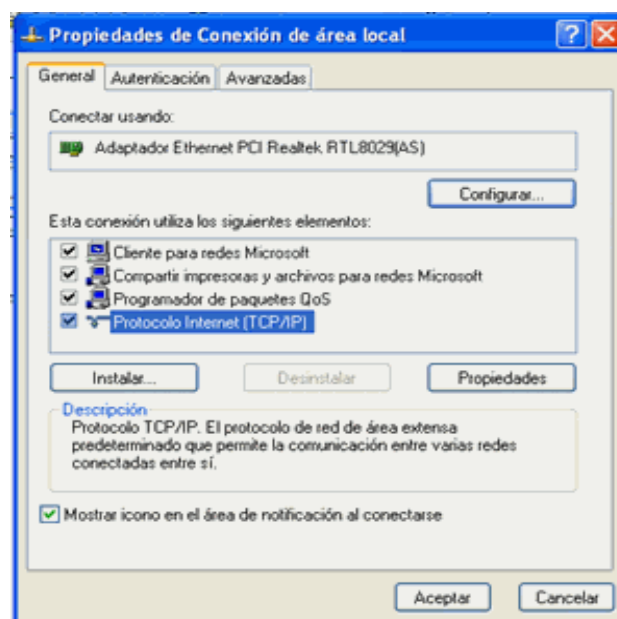 Propiedades de Conexión de área local
General Autenticación Avanzadas
Conectar usando:
Adaptador Ethernet PCI Realtek RTL8029(AS)
Configurar...
Esta conexión utiliza los siguientes elementos:
Cliente para redes Microsoft
Compartir impresoras y archivos para redes Microsoft
Programador de paquetes QoS
Protocolo Internet (TCP/IP)
Instalar... Desinstalar Propiedades
Descripción
Protocolo TCP/IP. El protocolo de red de área extensa
predeterminado que permite la comunicación entre varias redes
conectadas entre sí.
Mostrar icono en el área de notificación al conectarse
Aceptar Cancelar